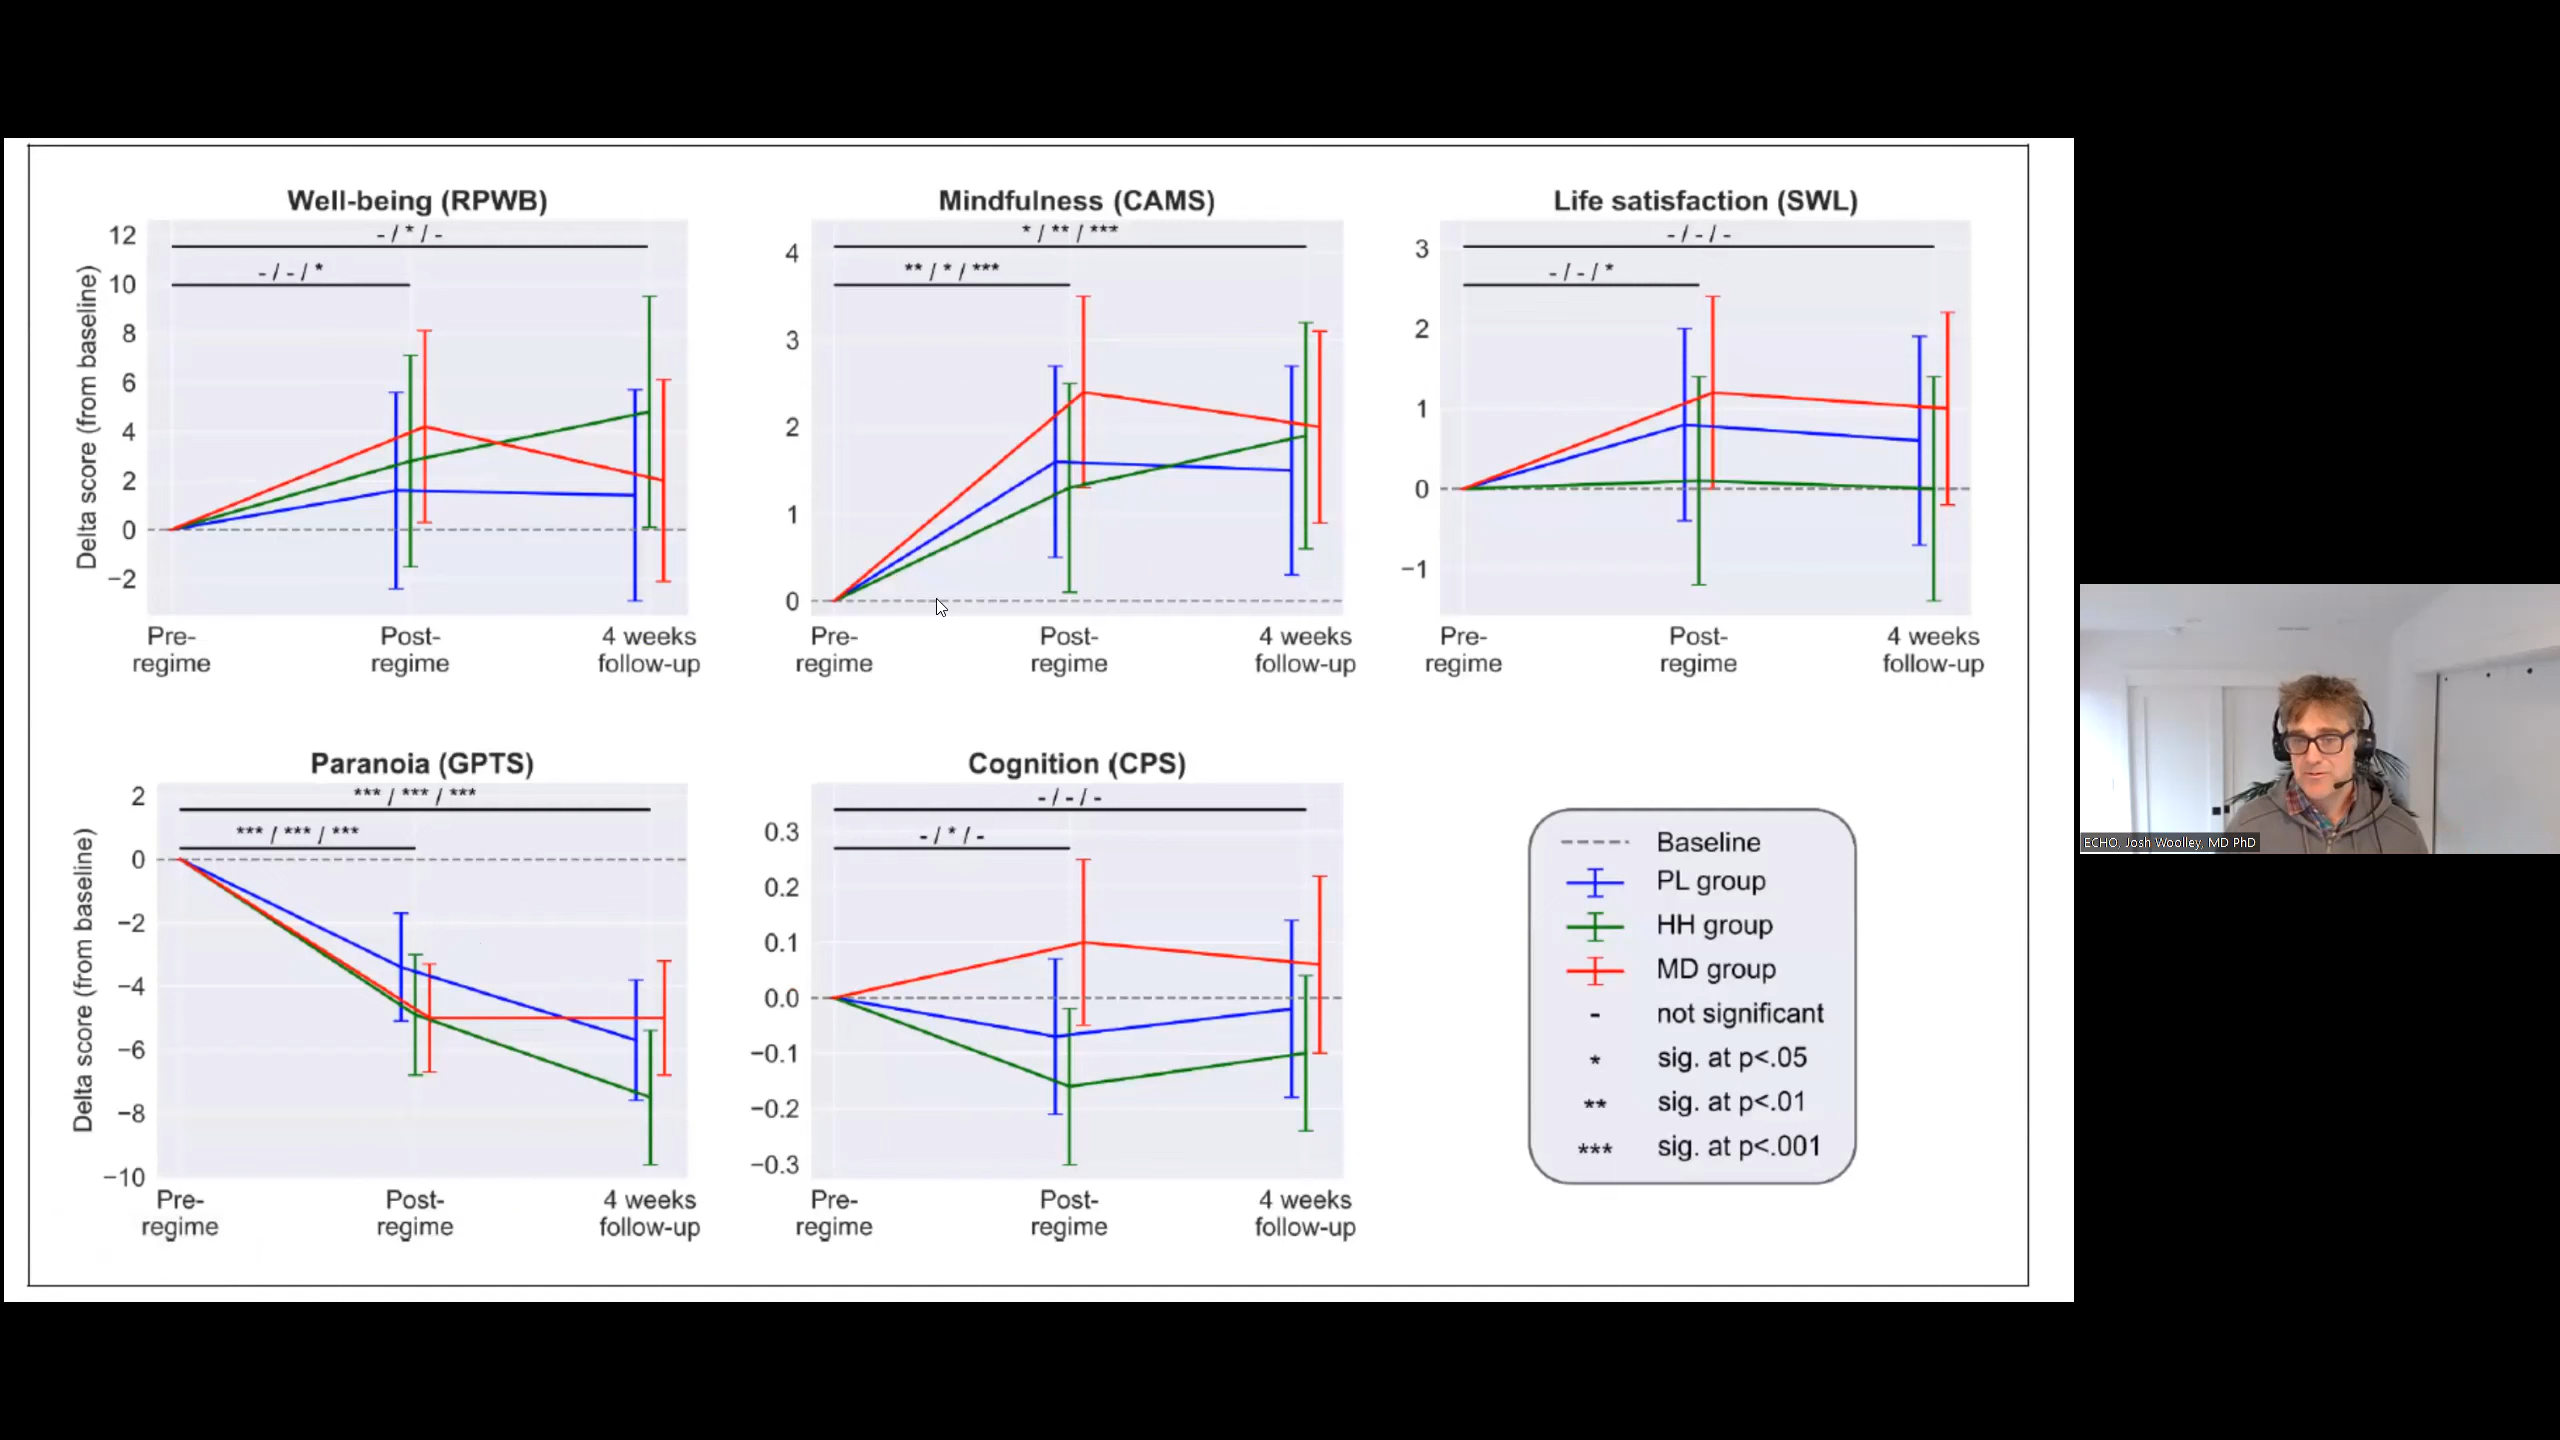 Well-being (RPWB)
- / * / -
- / - / *
Delta score (from baseline)
12
10
8
6
4
2
0
−2
Pre-
regime
Post-
regime
4 weeks
follow-up
Mindfulness (CAMS)
* / ** / ***
** / * / ***
4
3
2
1
0
Pre-
regime
Post-
regime
4 weeks
follow-up
Life satisfaction (SWL)
- / - / -
- / - / *
3
2
1
0
−1
Pre-
regime
Post-
regime
4 weeks
follow-up
Paranoia (GPTS)
*** / *** / ***
*** / *** / ***
Delta score (from baseline)
2
0
−2
−4
−6
−8
−10
Pre-
regime
Post-
regime
4 weeks
follow-up
Cognition (CPS)
- / - / -
- / * / -
0.3
0.2
0.1
0.0
−0.1
−0.2
−0.3
Pre-
regime
Post-
regime
4 weeks
follow-up
Baseline
PL group
HH group
MD group
- not significant
* sig. at p<.05
** sig. at p<.01
*** sig. at p<.001
ECHO, Josh Woolley, MD PhD